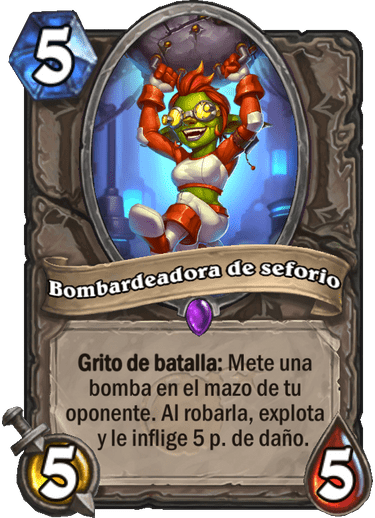 5
Bombardeadora de seforio
Grito de batalla: Mete una
bomba en el mazo de tu
oponente. Al robarla, explota
y le inflige 5 p. de daño.
5
5